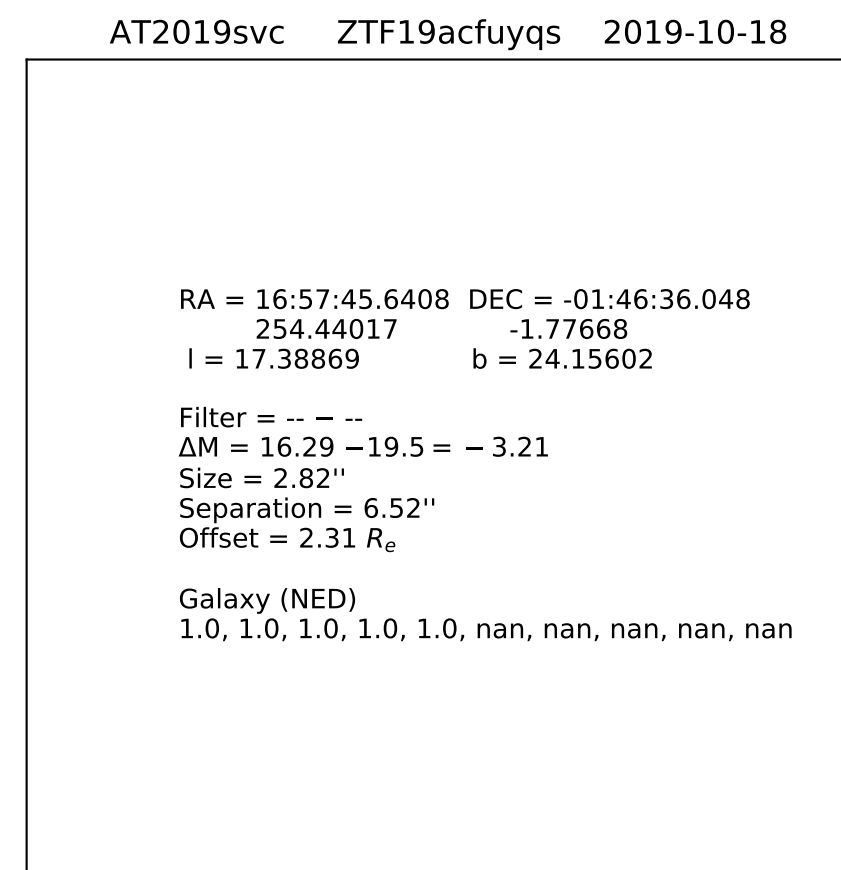 AT2019svc ZTF19acfuyqs 2019-10-18
RA = 16:57:45.6408 DEC = -01:46:36.048
254.44017 -1.77668
l = 17.38869 b = 24.15602
Filter = -- − --
ΔM = 16.29 −19.5 = − 3.21
Size = 2.82''
Separation = 6.52''
Offset = 2.31 Re
Galaxy (NED)
1.0, 1.0, 1.0, 1.0, 1.0, nan, nan, nan, nan, nan